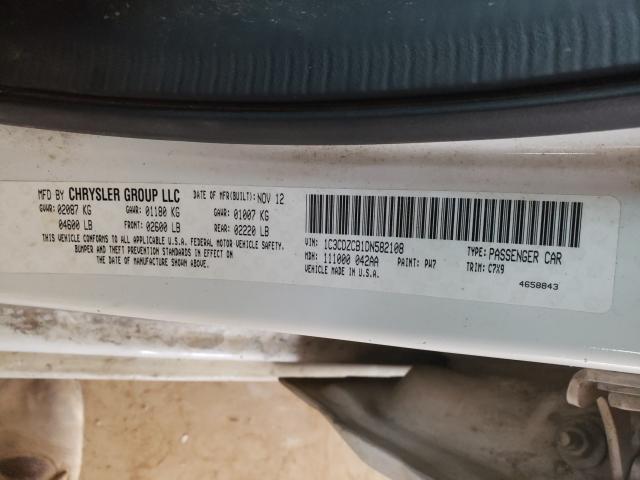 MFD BY CHRYSLER GROUP LLC DATE OF MFR(BUILT): NOV 12
GVWR: 02087 KG GAWR: 01180 KG GAWR: 01007 KG
04600 LB FRONT: 02600 LB REAR: 02220 LB
THIS VEHICLE CONFORMS TO ALL APPLICABLE U.S.A. FEDERAL MOTOR VEHICLE SAFETY,
BUMPER AND THEFT PREVENTION STANDARDS IN EFFECT ON
THE DATE OF MANUFACTURE SHOWN ABOVE.
VIN: 1C3CDZCB1DN582108 TYPE: PASSENGER CAR
MDH: 111000 042AA PAINT: PW7 TRIM: C7X9
VEHICLE MADE IN U.S.A.
4658843